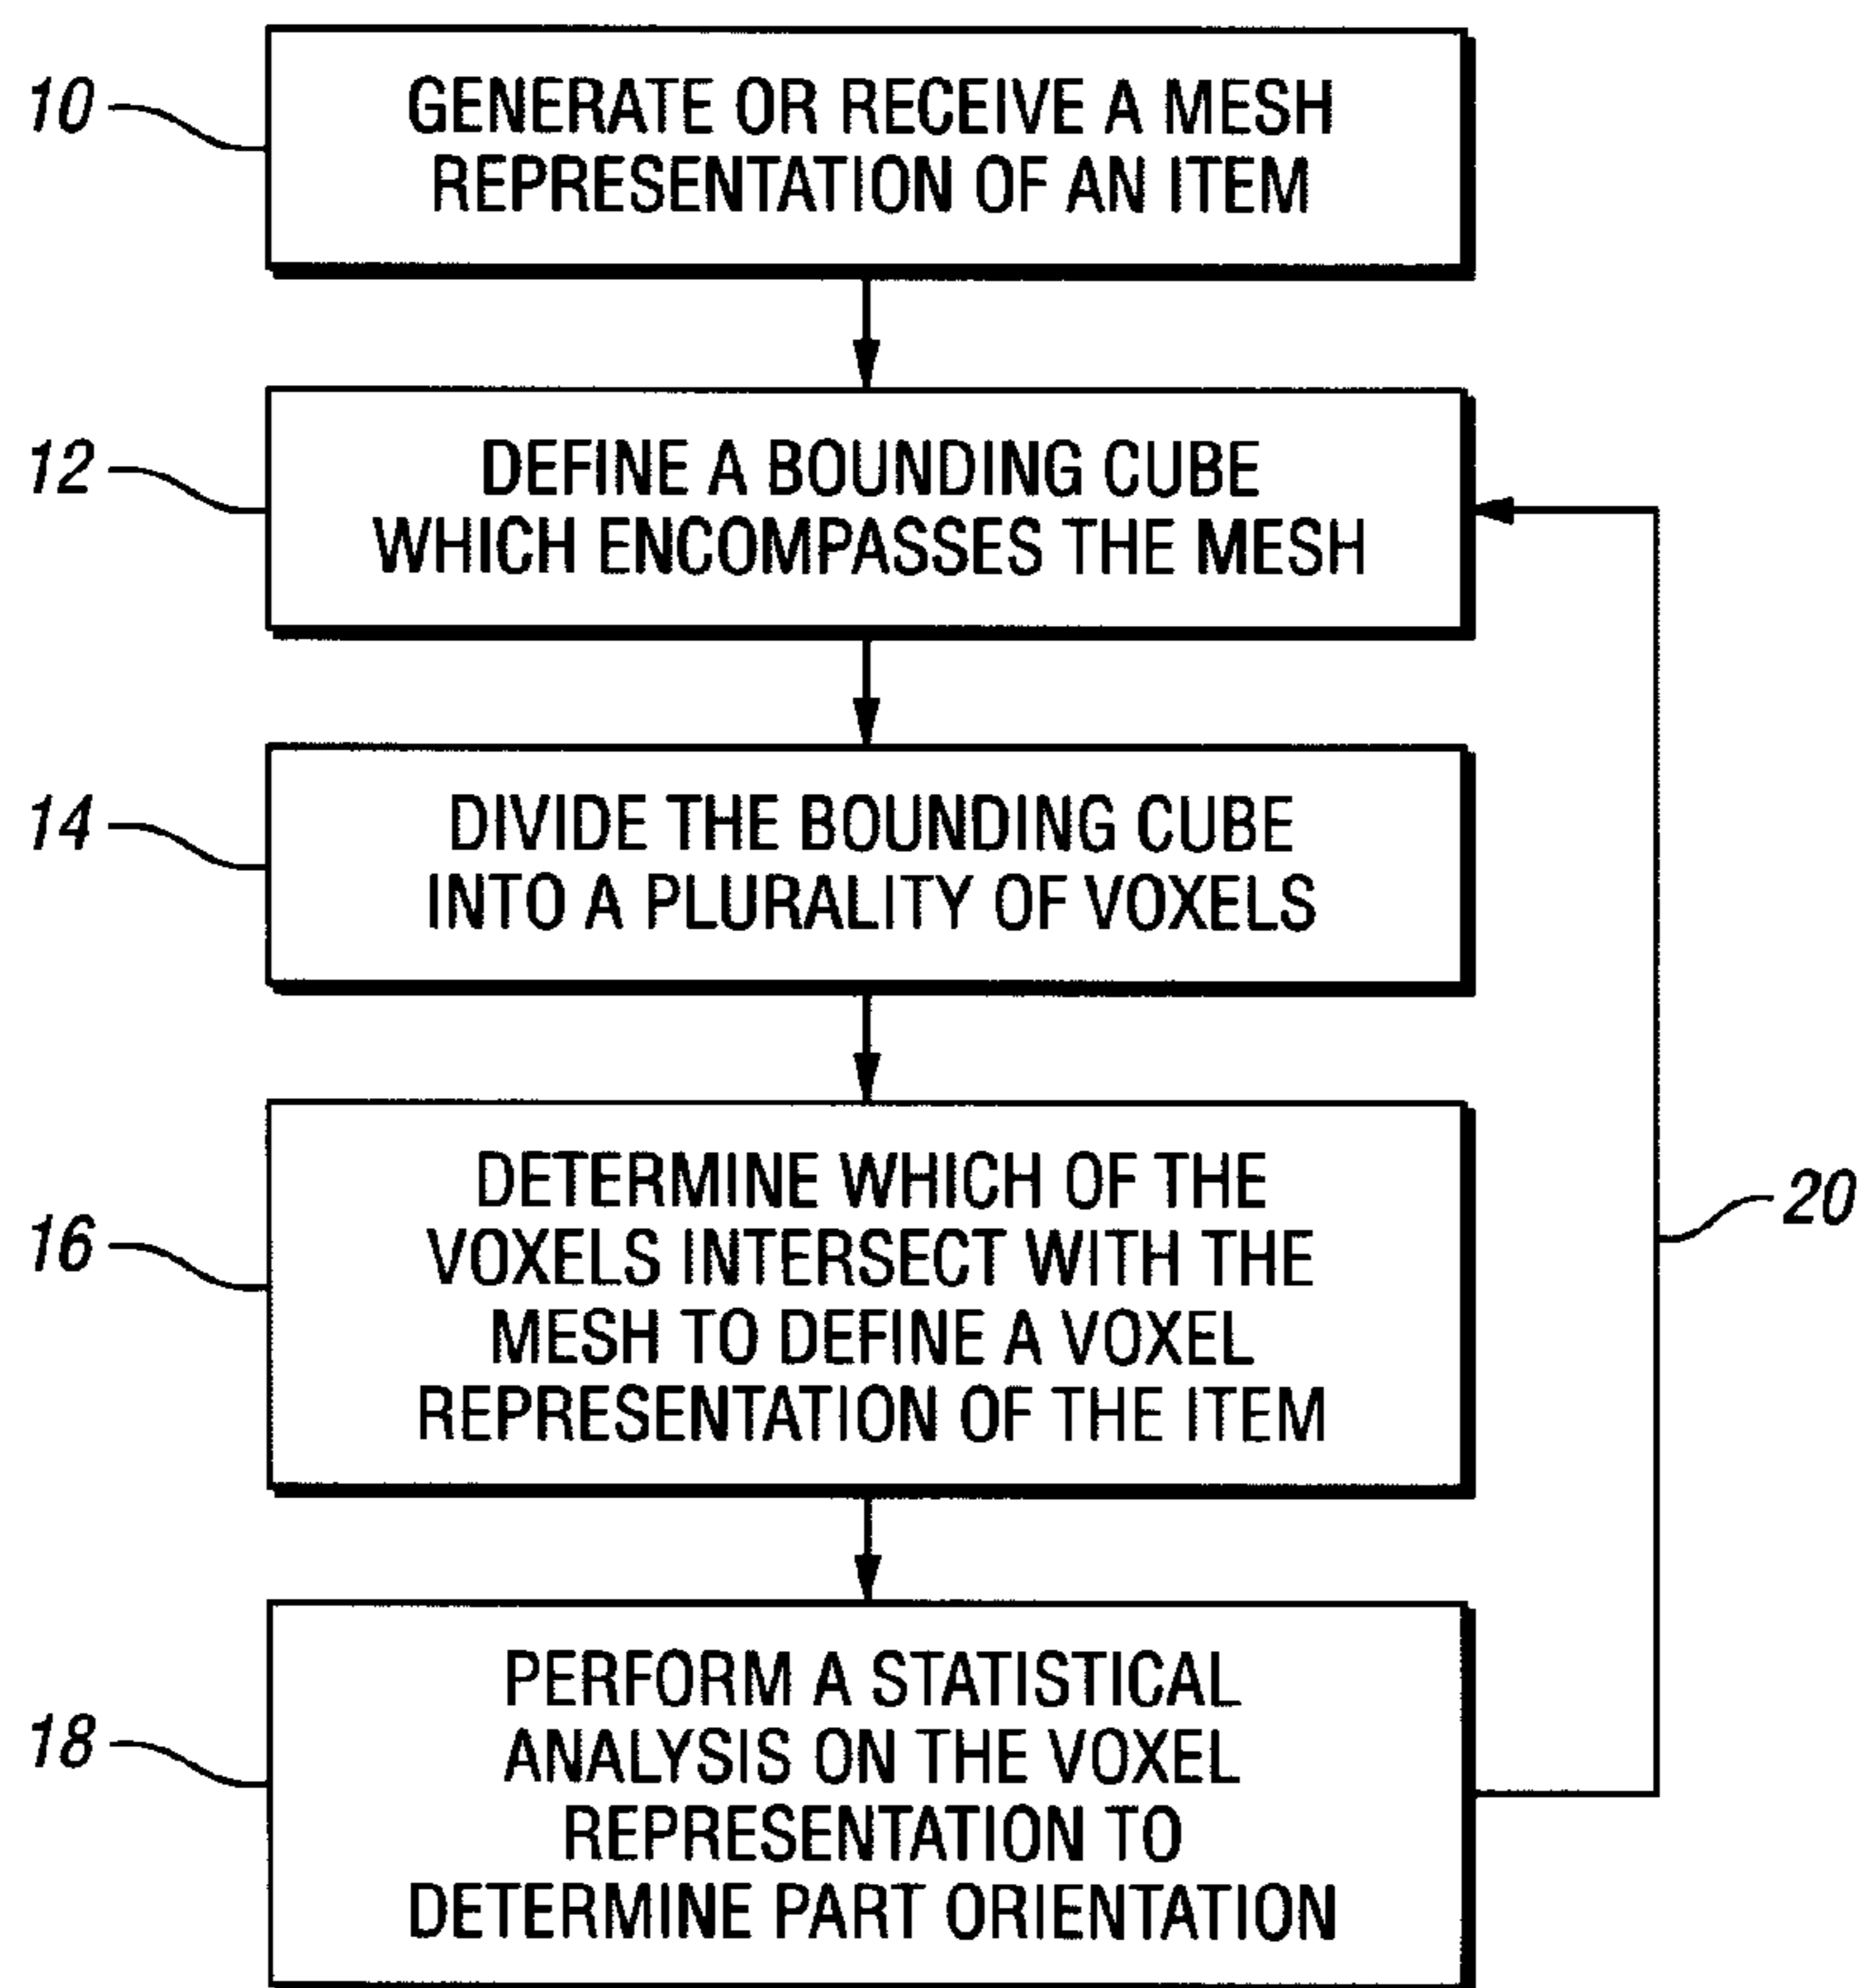 10
GENERATE OR RECEIVE A MESH
REPRESENTATION OF AN ITEM
12
DEFINE A BOUNDING CUBE
WHICH ENCOMPASSES THE MESH
14
DIVIDE THE BOUNDING CUBE
INTO A PLURALITY OF VOXELS
16
DETERMINE WHICH OF THE
VOXELS INTERSECT WITH THE
MESH TO DEFINE A VOXEL
REPRESENTATION OF THE ITEM
20
18
PERFORM A STATISTICAL
ANALYSIS ON THE VOXEL
REPRESENTATION TO
DETERMINE PART ORIENTATION